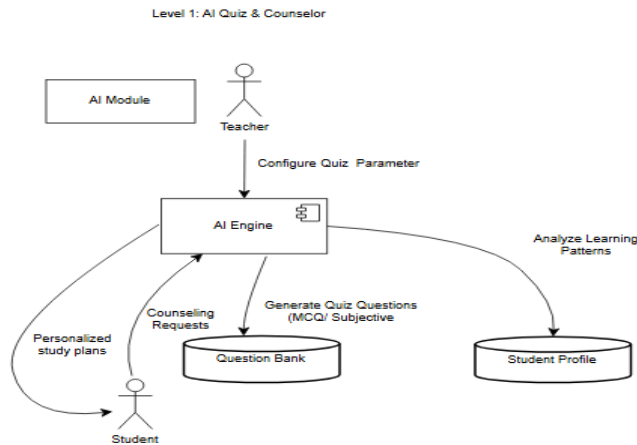 Level 1: AI Quiz & Counselor
AI Module
Teacher
Configure Quiz Parameter
AI Engine
Analyze Learning
Patterns
Counseling
Requests
Generate Quiz Questions
(MCQ/ Subjective
Personalized
study plans
Question Bank
Student Profile
Student